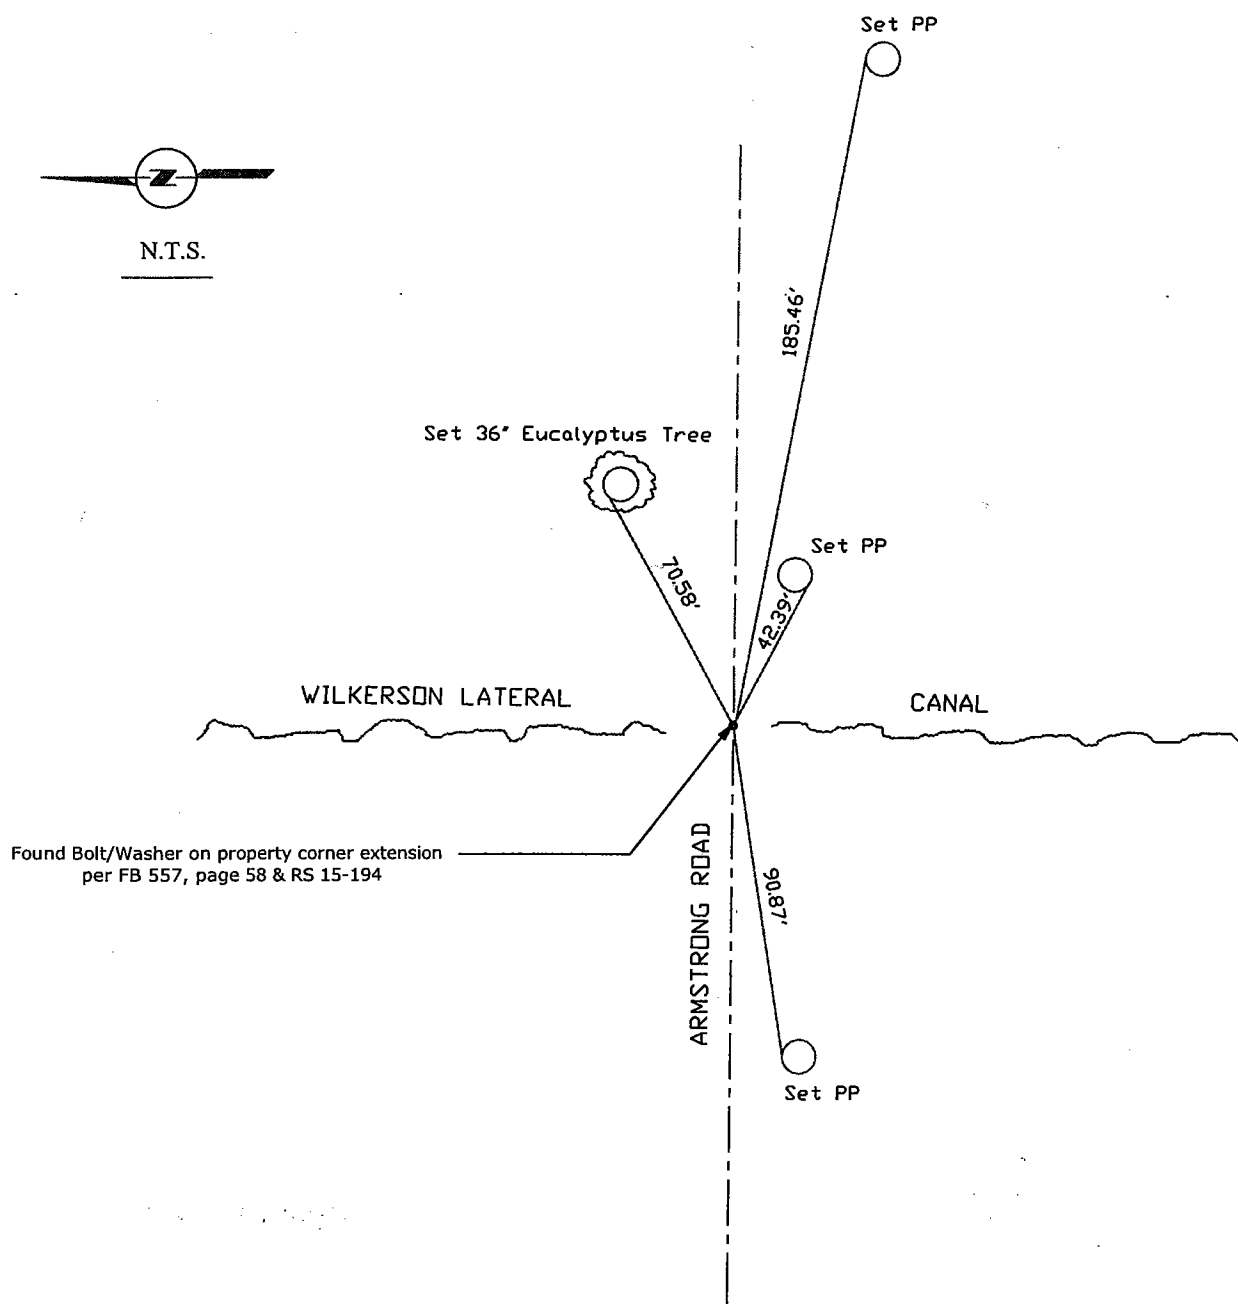 Set PP
N
N.T.S.
185.46'
Set 36" Eucalyptus Tree
Set PP
70.58'
42.39'
WILKERSON LATERAL
CANAL
Found Bolt/Washer on property corner extension
per FB 557, page 58 & RS 15-194
ARMSTRONG ROAD
90.87'
Set PP